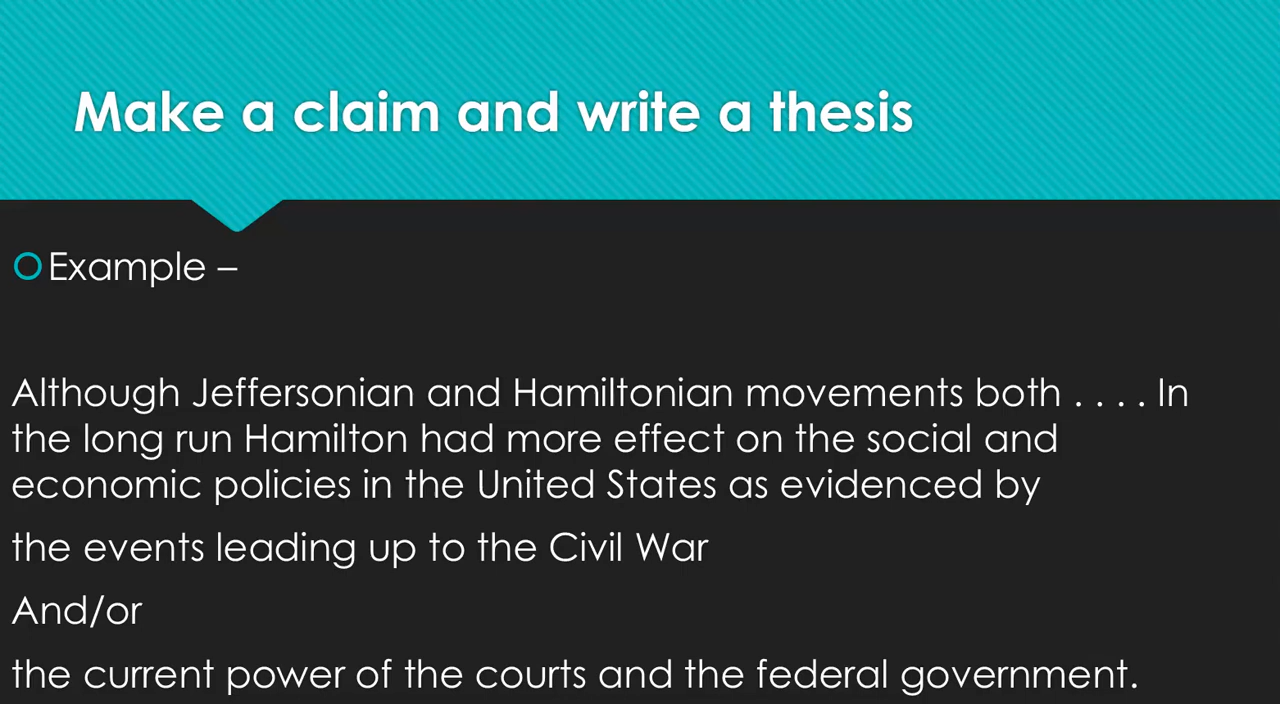 Make a claim and write a thesis
Example –
Although Jeffersonian and Hamiltonian movements both . . . . In
the long run Hamilton had more effect on the social and
economic policies in the United States as evidenced by
the events leading up to the Civil War
And/or
the current power of the courts and the federal government.